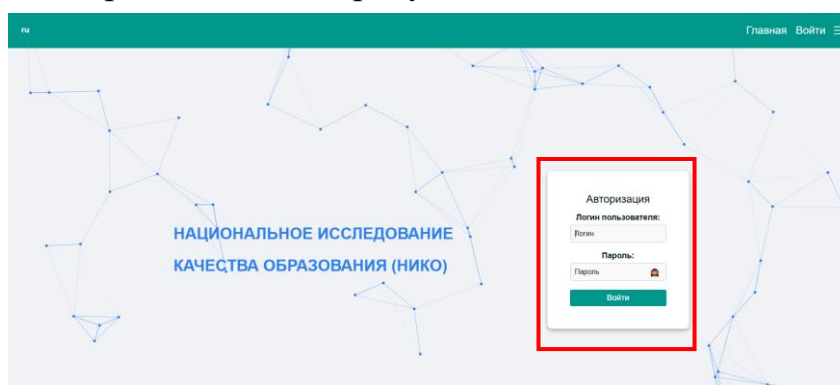 ru
Главная Войти
НАЦИОНАЛЬНОЕ ИССЛЕДОВАНИЕ
КАЧЕСТВА ОБРАЗОВАНИЯ (НИКО)
Авторизация
Логин пользователя:
Логин
Пароль:
Пароль
Войти